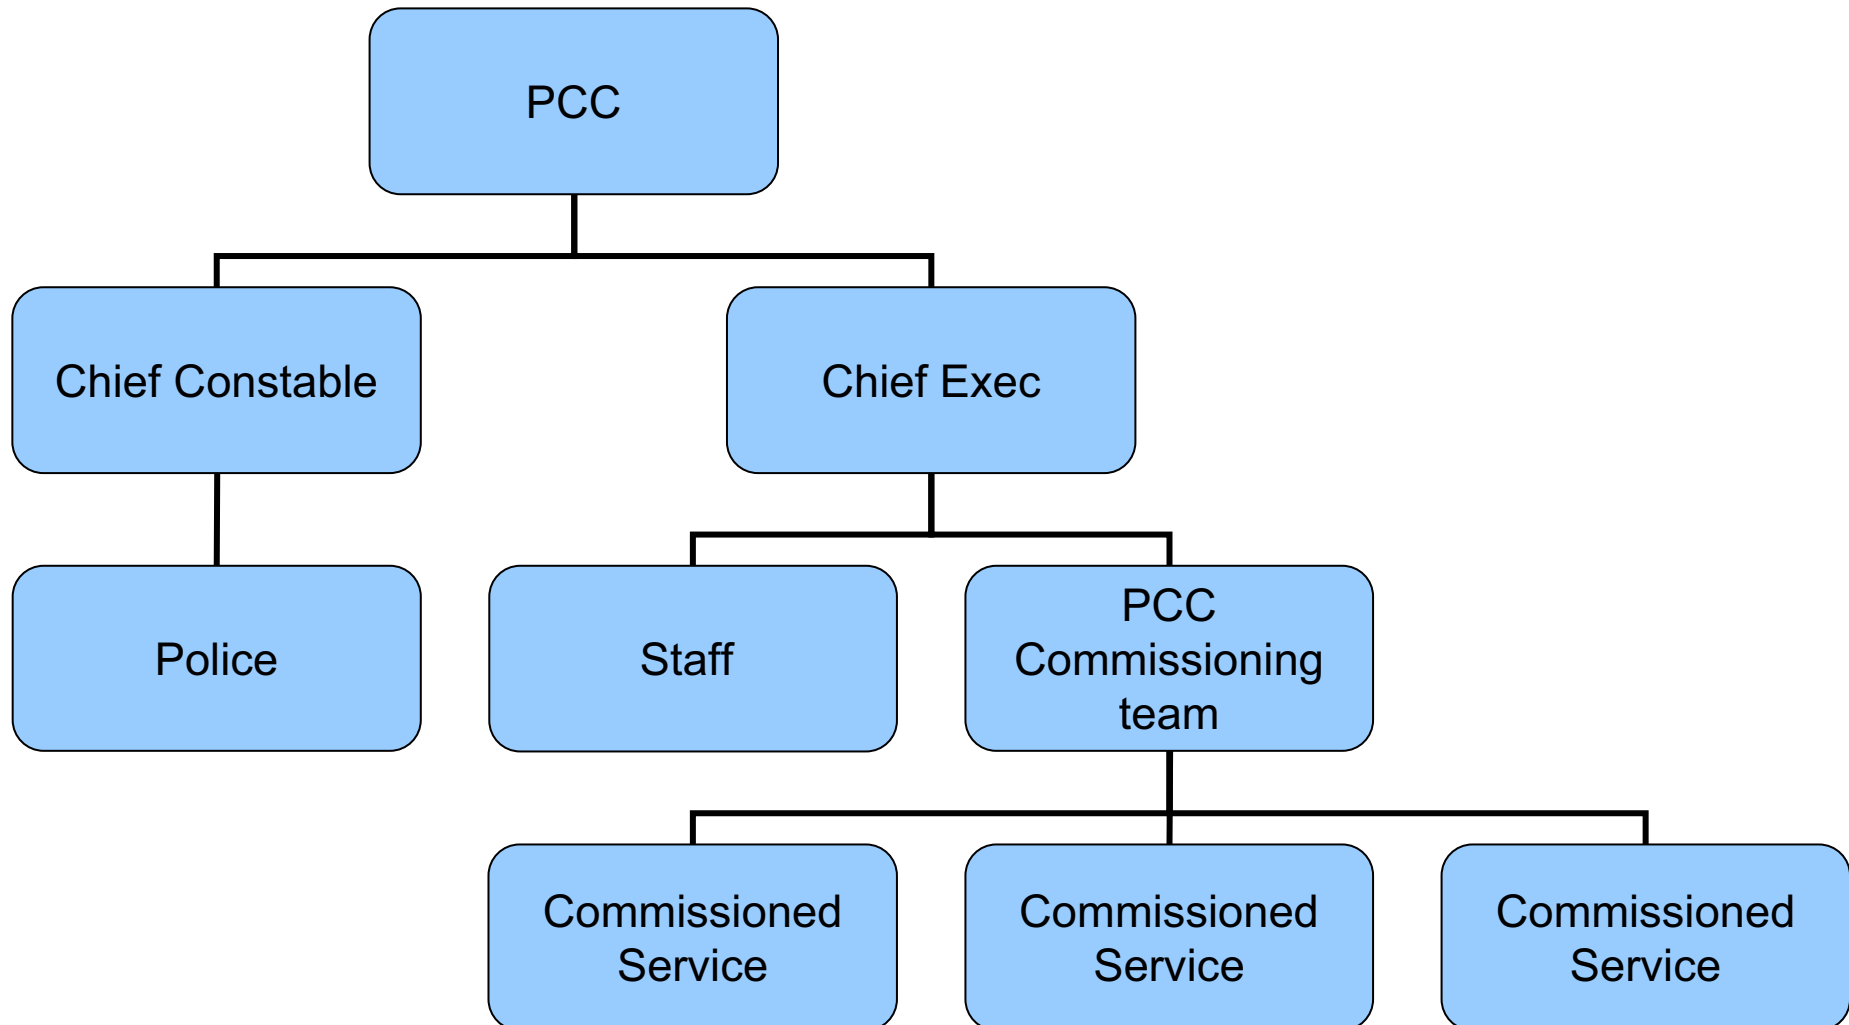 PCC
Chief Constable
Chief Exec
Police
Staff
PCC
Commissioning
team
Commissioned
Service
Commissioned
Service
Commissioned
Service